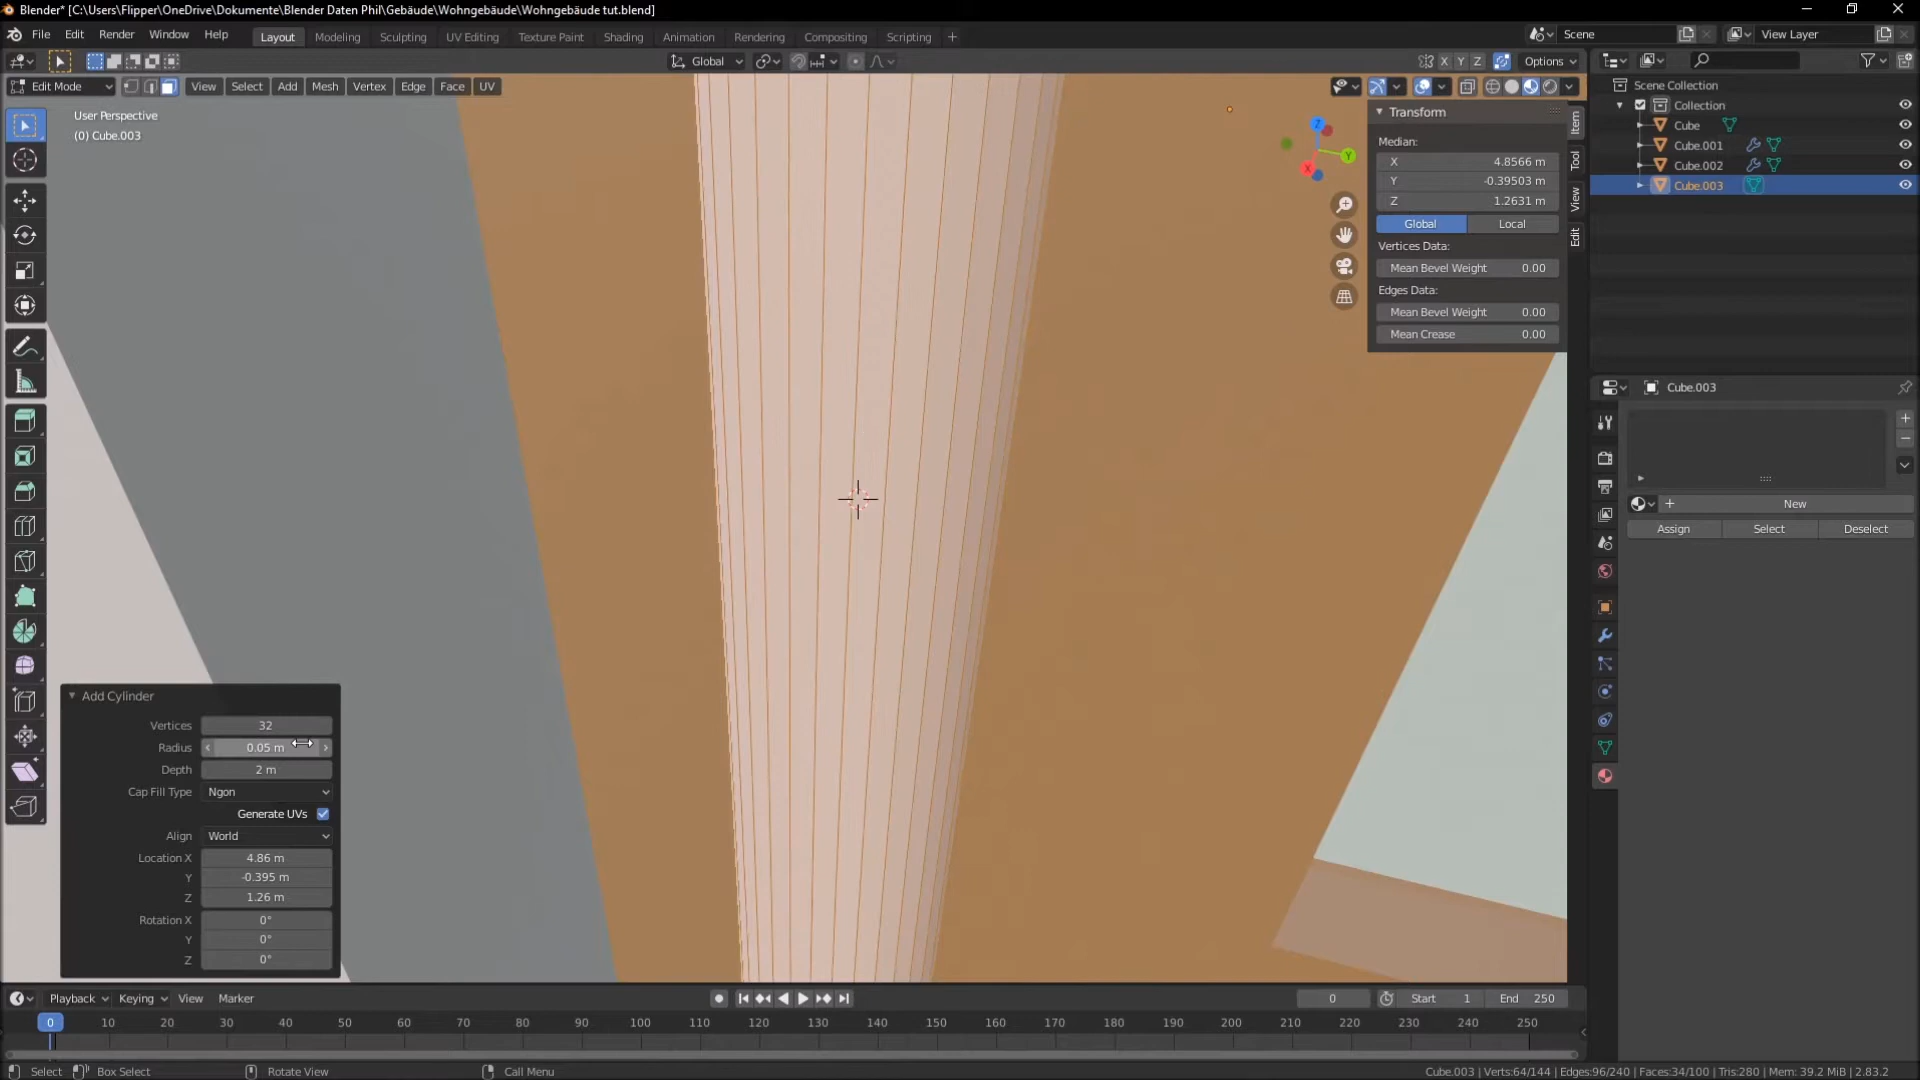 Blender* [C:\Users\Flipper\OneDrive\Dokumente\Blender Daten Phil\Gebäude\Wohngebäude\Wohngebäude tut.blend]
File Edit Render Window Help Layout Modeling Sculpting UV Editing Texture Paint Shading Animation Rendering Compositing Scripting + Scene View Layer
Global X Y Z Options
Edit Mode View Select Add Mesh Vertex Edge Face UV
User Perspective
(0) Cube.003
Z
Y
X
Transform
Median:
X 4.8566 m
Y -0.39503 m
Z 1.2631 m
Global Local
Vertices Data:
Mean Bevel Weight 0.00
Edges Data:
Mean Bevel Weight 0.00
Mean Crease 0.00
Item
Tool
View
Edit
Scene Collection
Collection
Cube
Cube.001
Cube.002
Cube.003
Cube.003
New
Assign Select Deselect
Add Cylinder
Vertices 32
Radius 0.05 m
Depth 2 m
Cap Fill Type Ngon
Generate UVs
Align World
Location X 4.86 m
Y -0.395 m
Z 1.26 m
Rotation X 0°
Y 0°
Z 0°
Playback Keying View Marker 0 Start 1 End 250
0 10 20 30 40 50 60 70 80 90 100 110 120 130 140 150 160 170 180 190 200 210 220 230 240 250
Select Box Select Rotate View Call Menu Cube.003 | Verts:64/144 | Edges:96/240 | Faces:34/100 | Tris:280 | Mem: 39.2 MiB | 2.83.2